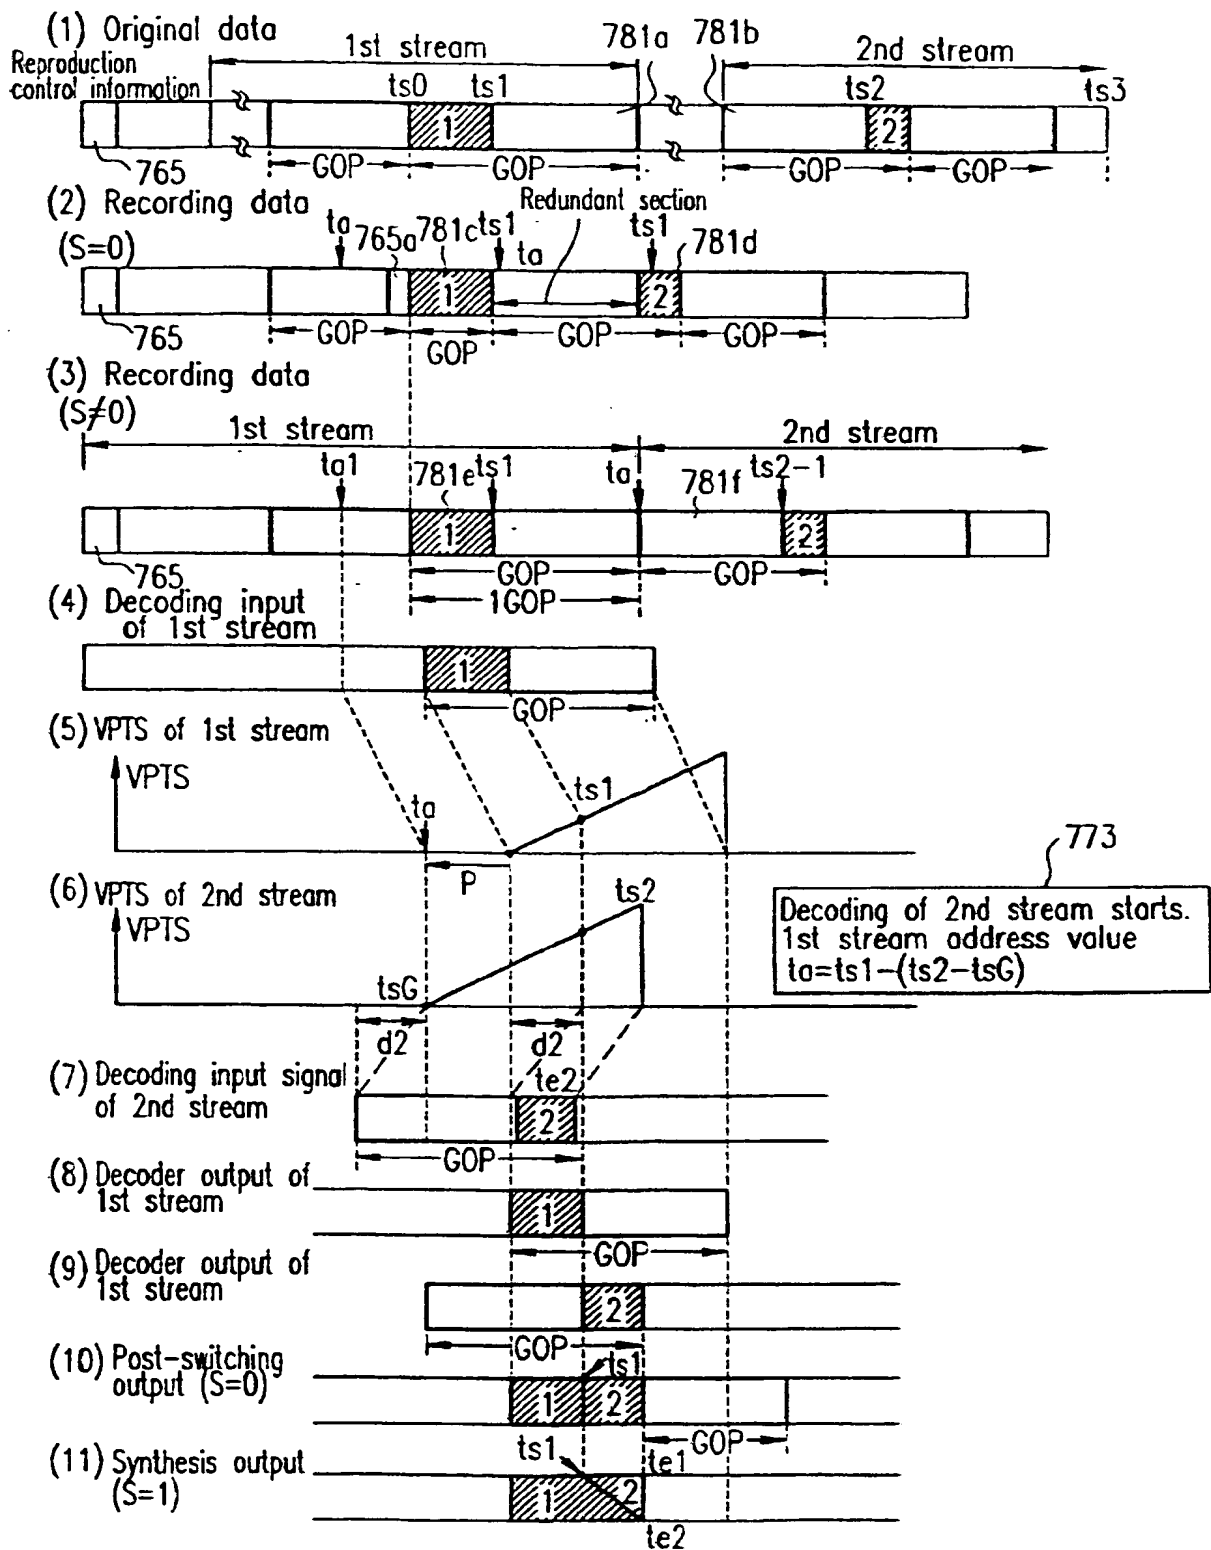 (1) Original data
781a
781b
1st stream
2nd stream
Reproduction
control information
ts0
ts1
ts2
ts3
1
2
765
GOP
GOP
GOP
GOP
(2) Recording data
Redundant section
(S=0)
ta
765a
781c
ts1
ta
ts1
781d
1
2
765
GOP
GOP
GOP
GOP
(3) Recording data
(S≠0)
1st stream
2nd stream
ta1
781e
ts1
ta
781f
ts2-1
1
2
765
GOP
GOP
1GOP
(4) Decoding input
of 1st stream
1
GOP
(5) VPTS of 1st stream
VPTS
ts1
ta
P
773
(6) VPTS of 2nd stream
VPTS
ts2
tsG
Decoding of 2nd stream starts.
1st stream address value
ta=ts1-(ts2-tsG)
d2
d2
(7) Decoding input signal
of 2nd stream
te2
2
GOP
(8) Decoder output of
1st stream
1
GOP
(9) Decoder output of
1st stream
2
GOP
(10) Post-switching
output (S=0)
ts1
1
2
GOP
(11) Synthesis output
(S=1)
ts1
te1
1
2
te2